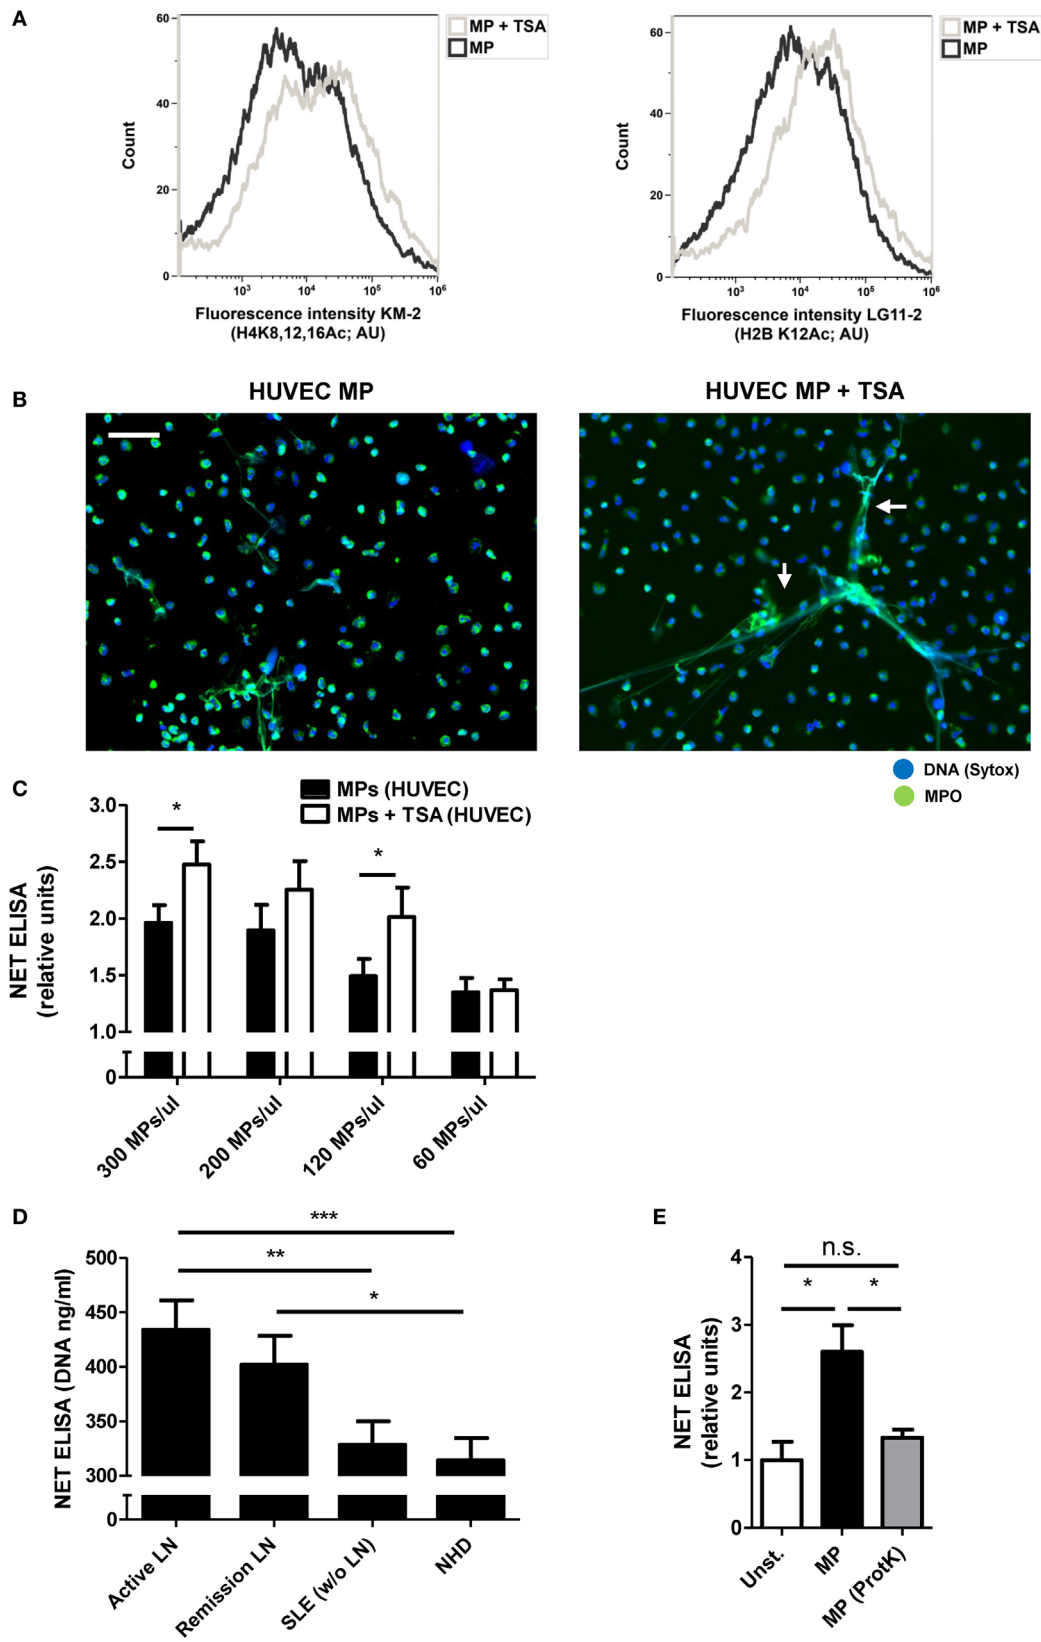 A
60
40
20
0
Count
10³ 10⁴ 10⁵ 10⁶
Fluorescence intensity KM-2
(H4K8,12,16Ac; AU)
MP + TSA
MP
60
40
20
0
Count
10³ 10⁴ 10⁵ 10⁶
Fluorescence intensity LG11-2
(H2B K12Ac; AU)
MP + TSA
MP
B
HUVEC MP
HUVEC MP + TSA
DNA (Sytox)
MPO
C
MPs (HUVEC)
MPs + TSA (HUVEC)
NET ELISA
(relative units)
3.0
2.5
2.0
1.5
1.0
0
*
*
300 MPs/ul
200 MPs/ul
120 MPs/ul
60 MPs/ul
D
NET ELISA (DNA ng/ml)
500
450
400
350
300
0
***
**
*
Active LN
Remission LN
SLE (w/o LN)
NHD
E
NET ELISA
(relative units)
4
3
2
1
0
n.s.
* *
Unst.
MP
MP (ProtK)